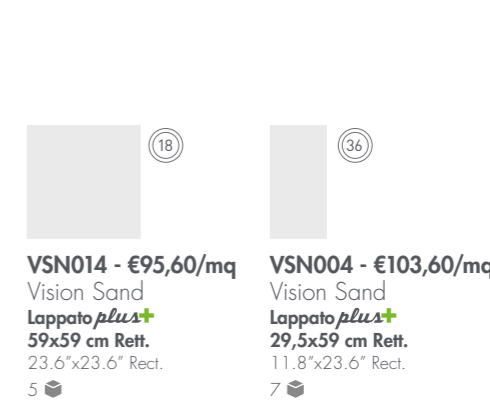 18
36
VSN014 - €95,60/mq
Vision Sand
Lappato plus+
59x59 cm Rett.
23.6”x23.6” Rect.
5
VSN004 - €103,60/mq
Vision Sand
Lappato plus+
29,5x59 cm Rett.
11.8”x23.6” Rect.
7